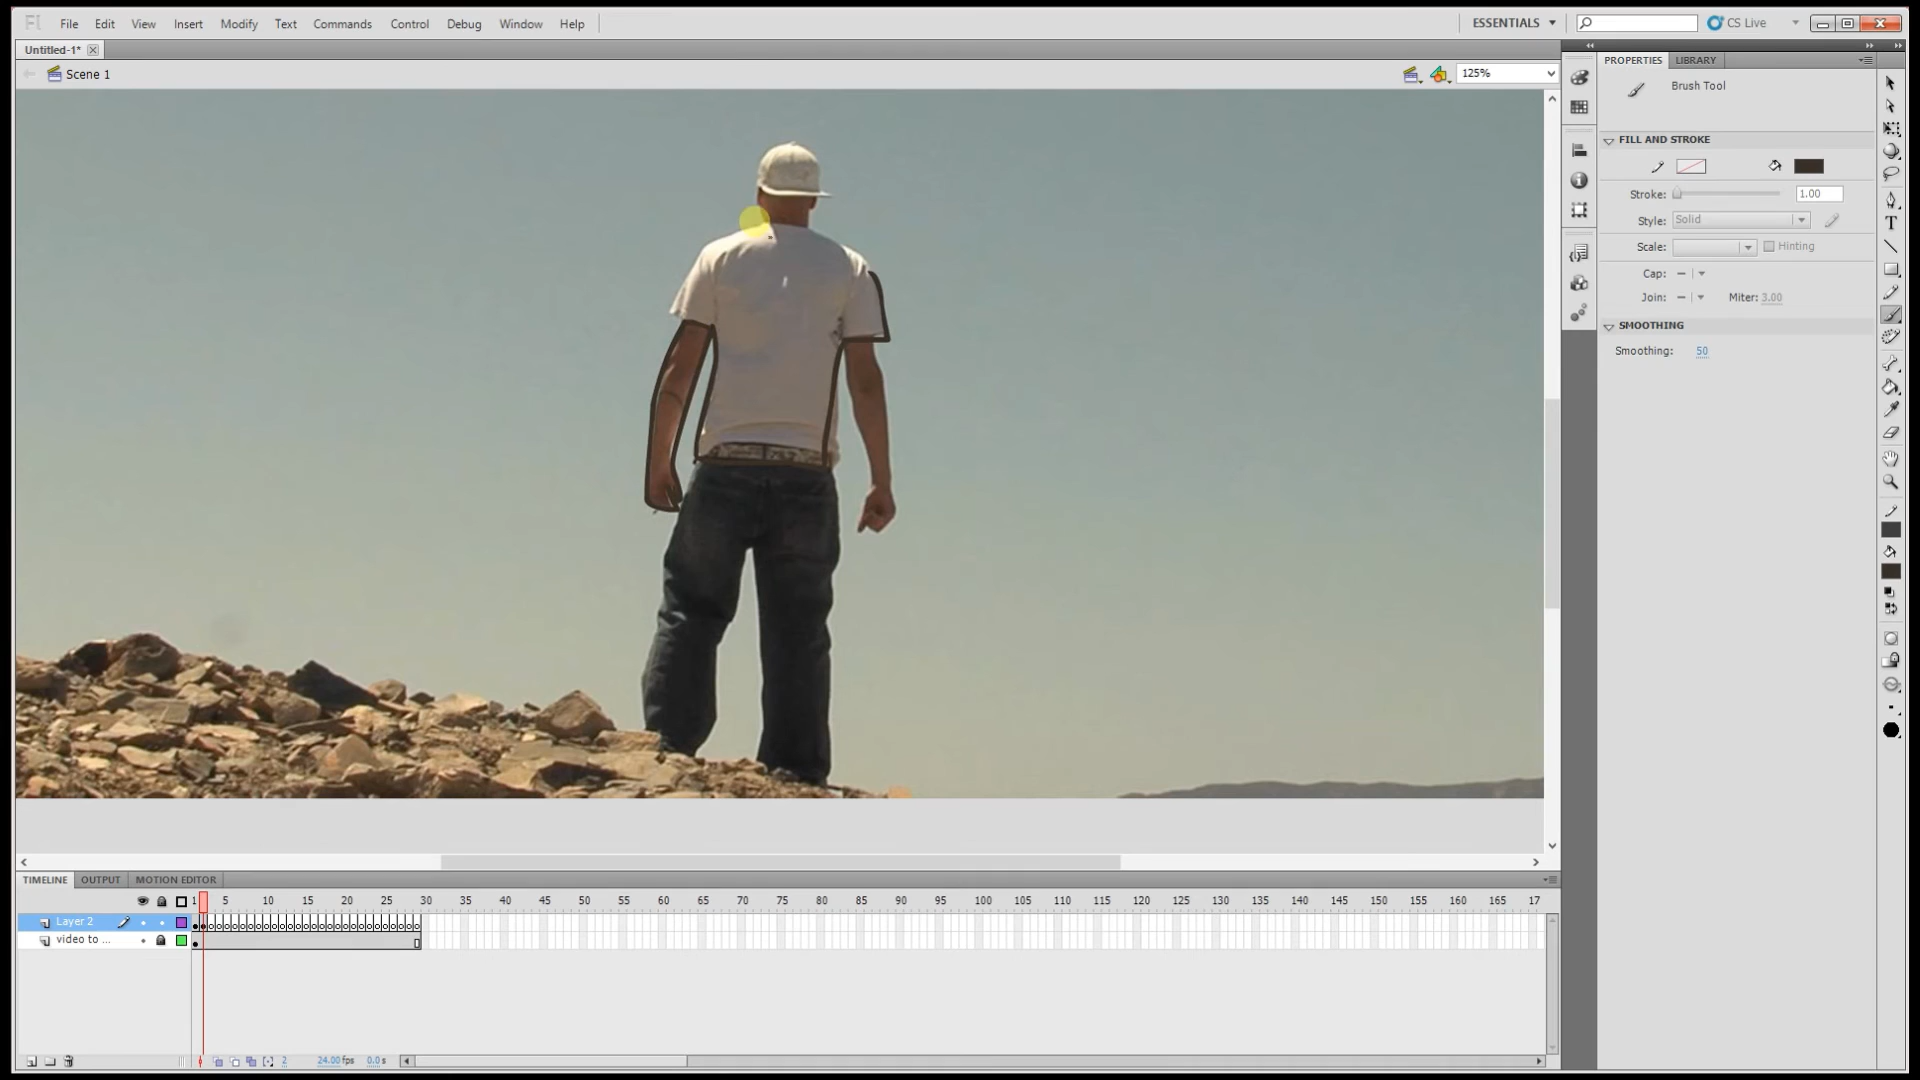 Fl File Edit View Insert Modify Text Commands Control Debug Window Help ESSENTIALS CS Live
Untitled-1*
Scene 1 125%
PROPERTIES LIBRARY
Brush Tool
FILL AND STROKE
Stroke: 1.00
Style: Solid
Scale: Hinting
Cap:
Join: Miter: 3.00
SMOOTHING
Smoothing: 50
TIMELINE OUTPUT MOTION EDITOR
1 5 10 15 20 25 30 35 40 45 50 55 60 65 70 75 80 85 90 95 100 105 110 115 120 125 130 135 140 145 150 155 160 165 17
Layer 2
video to ...
2 24.00 fps 0.0 s